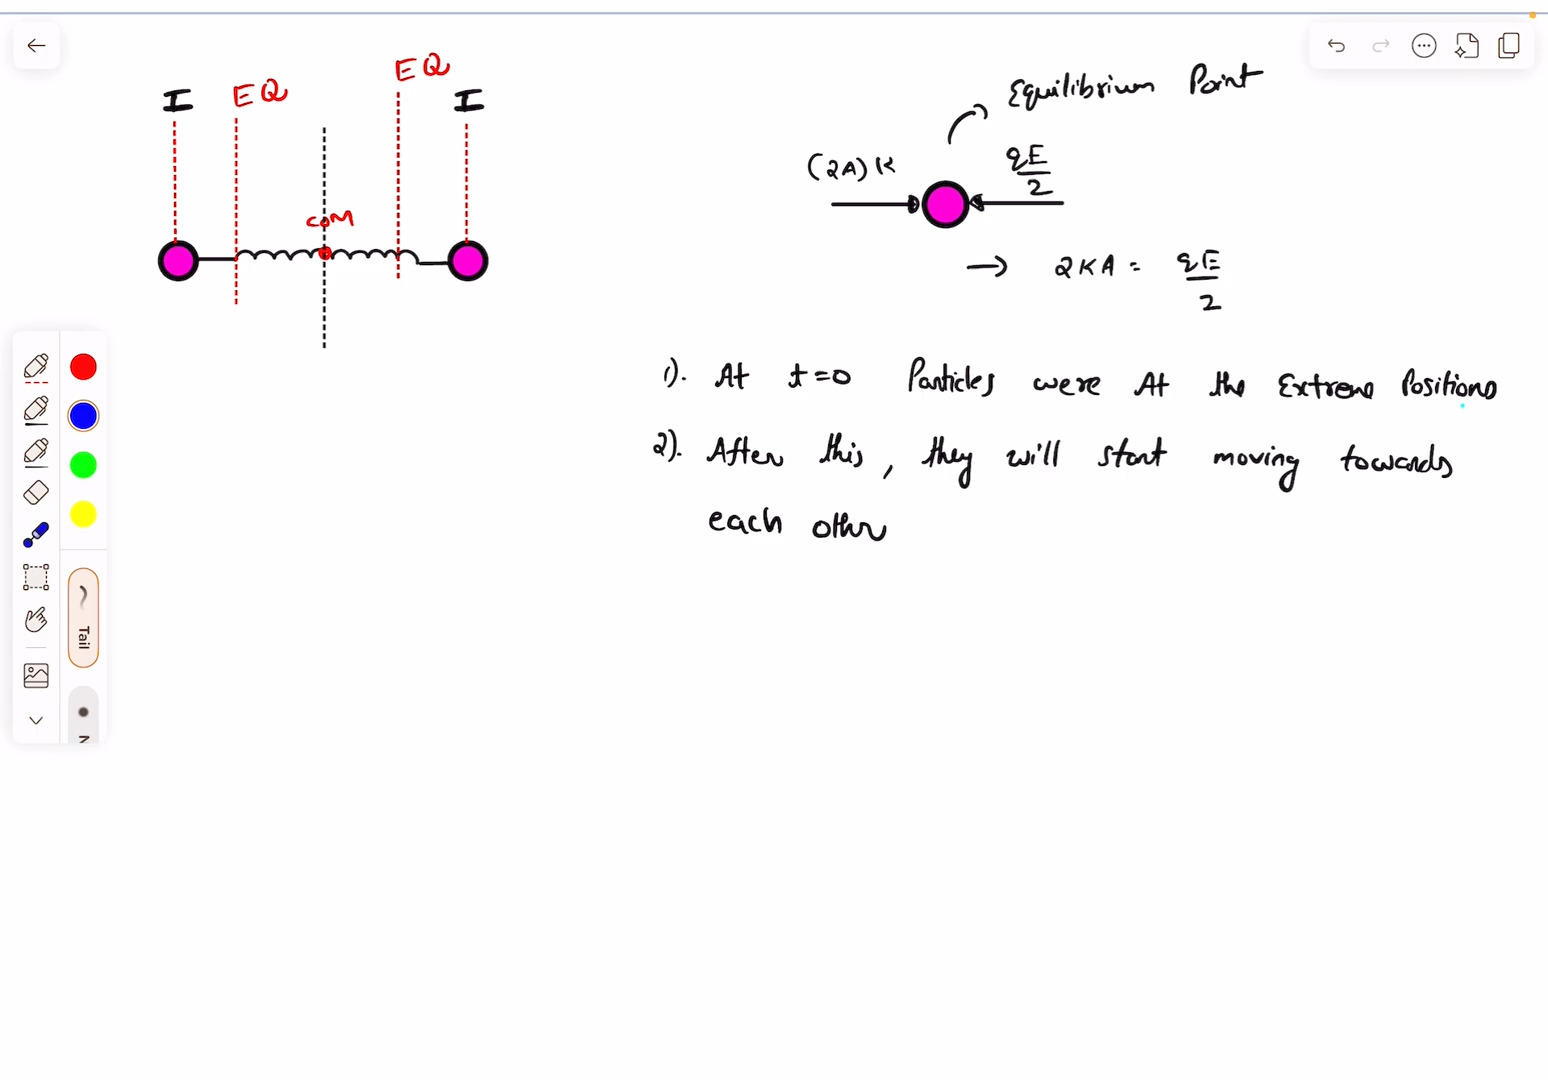 I EQ EQ I
COM
Equilibrium Point
(2A)K qE/2
→ 2KA = qE/2
1). At t=0 Particles were At the Extreme Positions
2). After this, they will start moving towards
each other
Tail